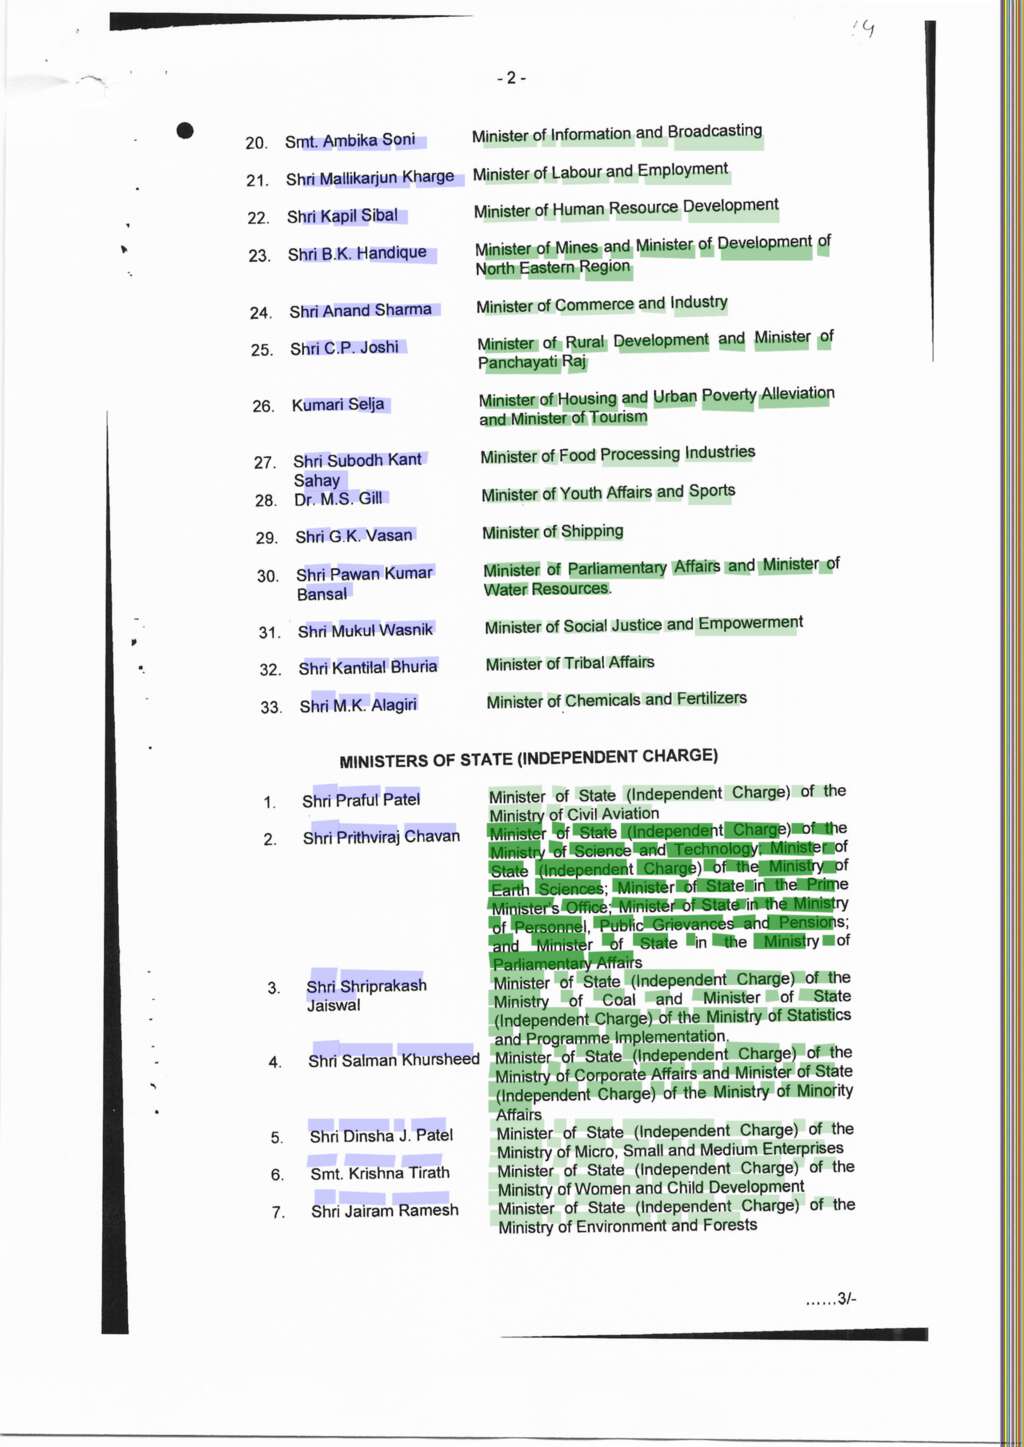 14
-2-
20. Smt. Ambika Soni Minister of Information and Broadcasting
21. Shri Mallikarjun Kharge Minister of Labour and Employment
22. Shri Kapil Sibal Minister of Human Resource Development
23. Shri B.K. Handique Minister of Mines and Minister of Development of
North Eastern Region
24. Shri Anand Sharma Minister of Commerce and Industry
25. Shri C.P. Joshi Minister of Rural Development and Minister of
Panchayati Raj
26. Kumari Selja Minister of Housing and Urban Poverty Alleviation
and Minister of Tourism
27. Shri Subodh Kant Minister of Food Processing Industries
Sahay
28. Dr. M.S. Gill Minister of Youth Affairs and Sports
29. Shri G.K. Vasan Minister of Shipping
30. Shri Pawan Kumar Minister of Parliamentary Affairs and Minister of
Bansal Water Resources.
31. Shri Mukul Wasnik Minister of Social Justice and Empowerment
32. Shri Kantilal Bhuria Minister of Tribal Affairs
33. Shri M.K. Alagiri Minister of Chemicals and Fertilizers
MINISTERS OF STATE (INDEPENDENT CHARGE)
1. Shri Praful Patel Minister of State (Independent Charge) of the
Ministry of Civil Aviation
2. Shri Prithviraj Chavan Minister of State (Independent Charge) of the
Ministry of Science and Technology; Minister of
State (Independent Charge) of the Ministry of
Earth Sciences; Minister of State in the Prime
Minister's Office; Minister of State in the Ministry
of Personnel, Public Grievances and Pensions;
and Minister of State in the Ministry of
Parliamentary Affairs
3. Shri Shriprakash Minister of State (Independent Charge) of the
Jaiswal Ministry of Coal and Minister of State
(Independent Charge) of the Ministry of Statistics
and Programme Implementation.
4. Shri Salman Khursheed Minister of State (Independent Charge) of the
Ministry of Corporate Affairs and Minister of State
(Independent Charge) of the Ministry of Minority
Affairs
5. Shri Dinsha J. Patel Minister of State (Independent Charge) of the
Ministry of Micro, Small and Medium Enterprises
6. Smt. Krishna Tirath Minister of State (Independent Charge) of the
Ministry of Women and Child Development
7. Shri Jairam Ramesh Minister of State (Independent Charge) of the
Ministry of Environment and Forests
......3/-